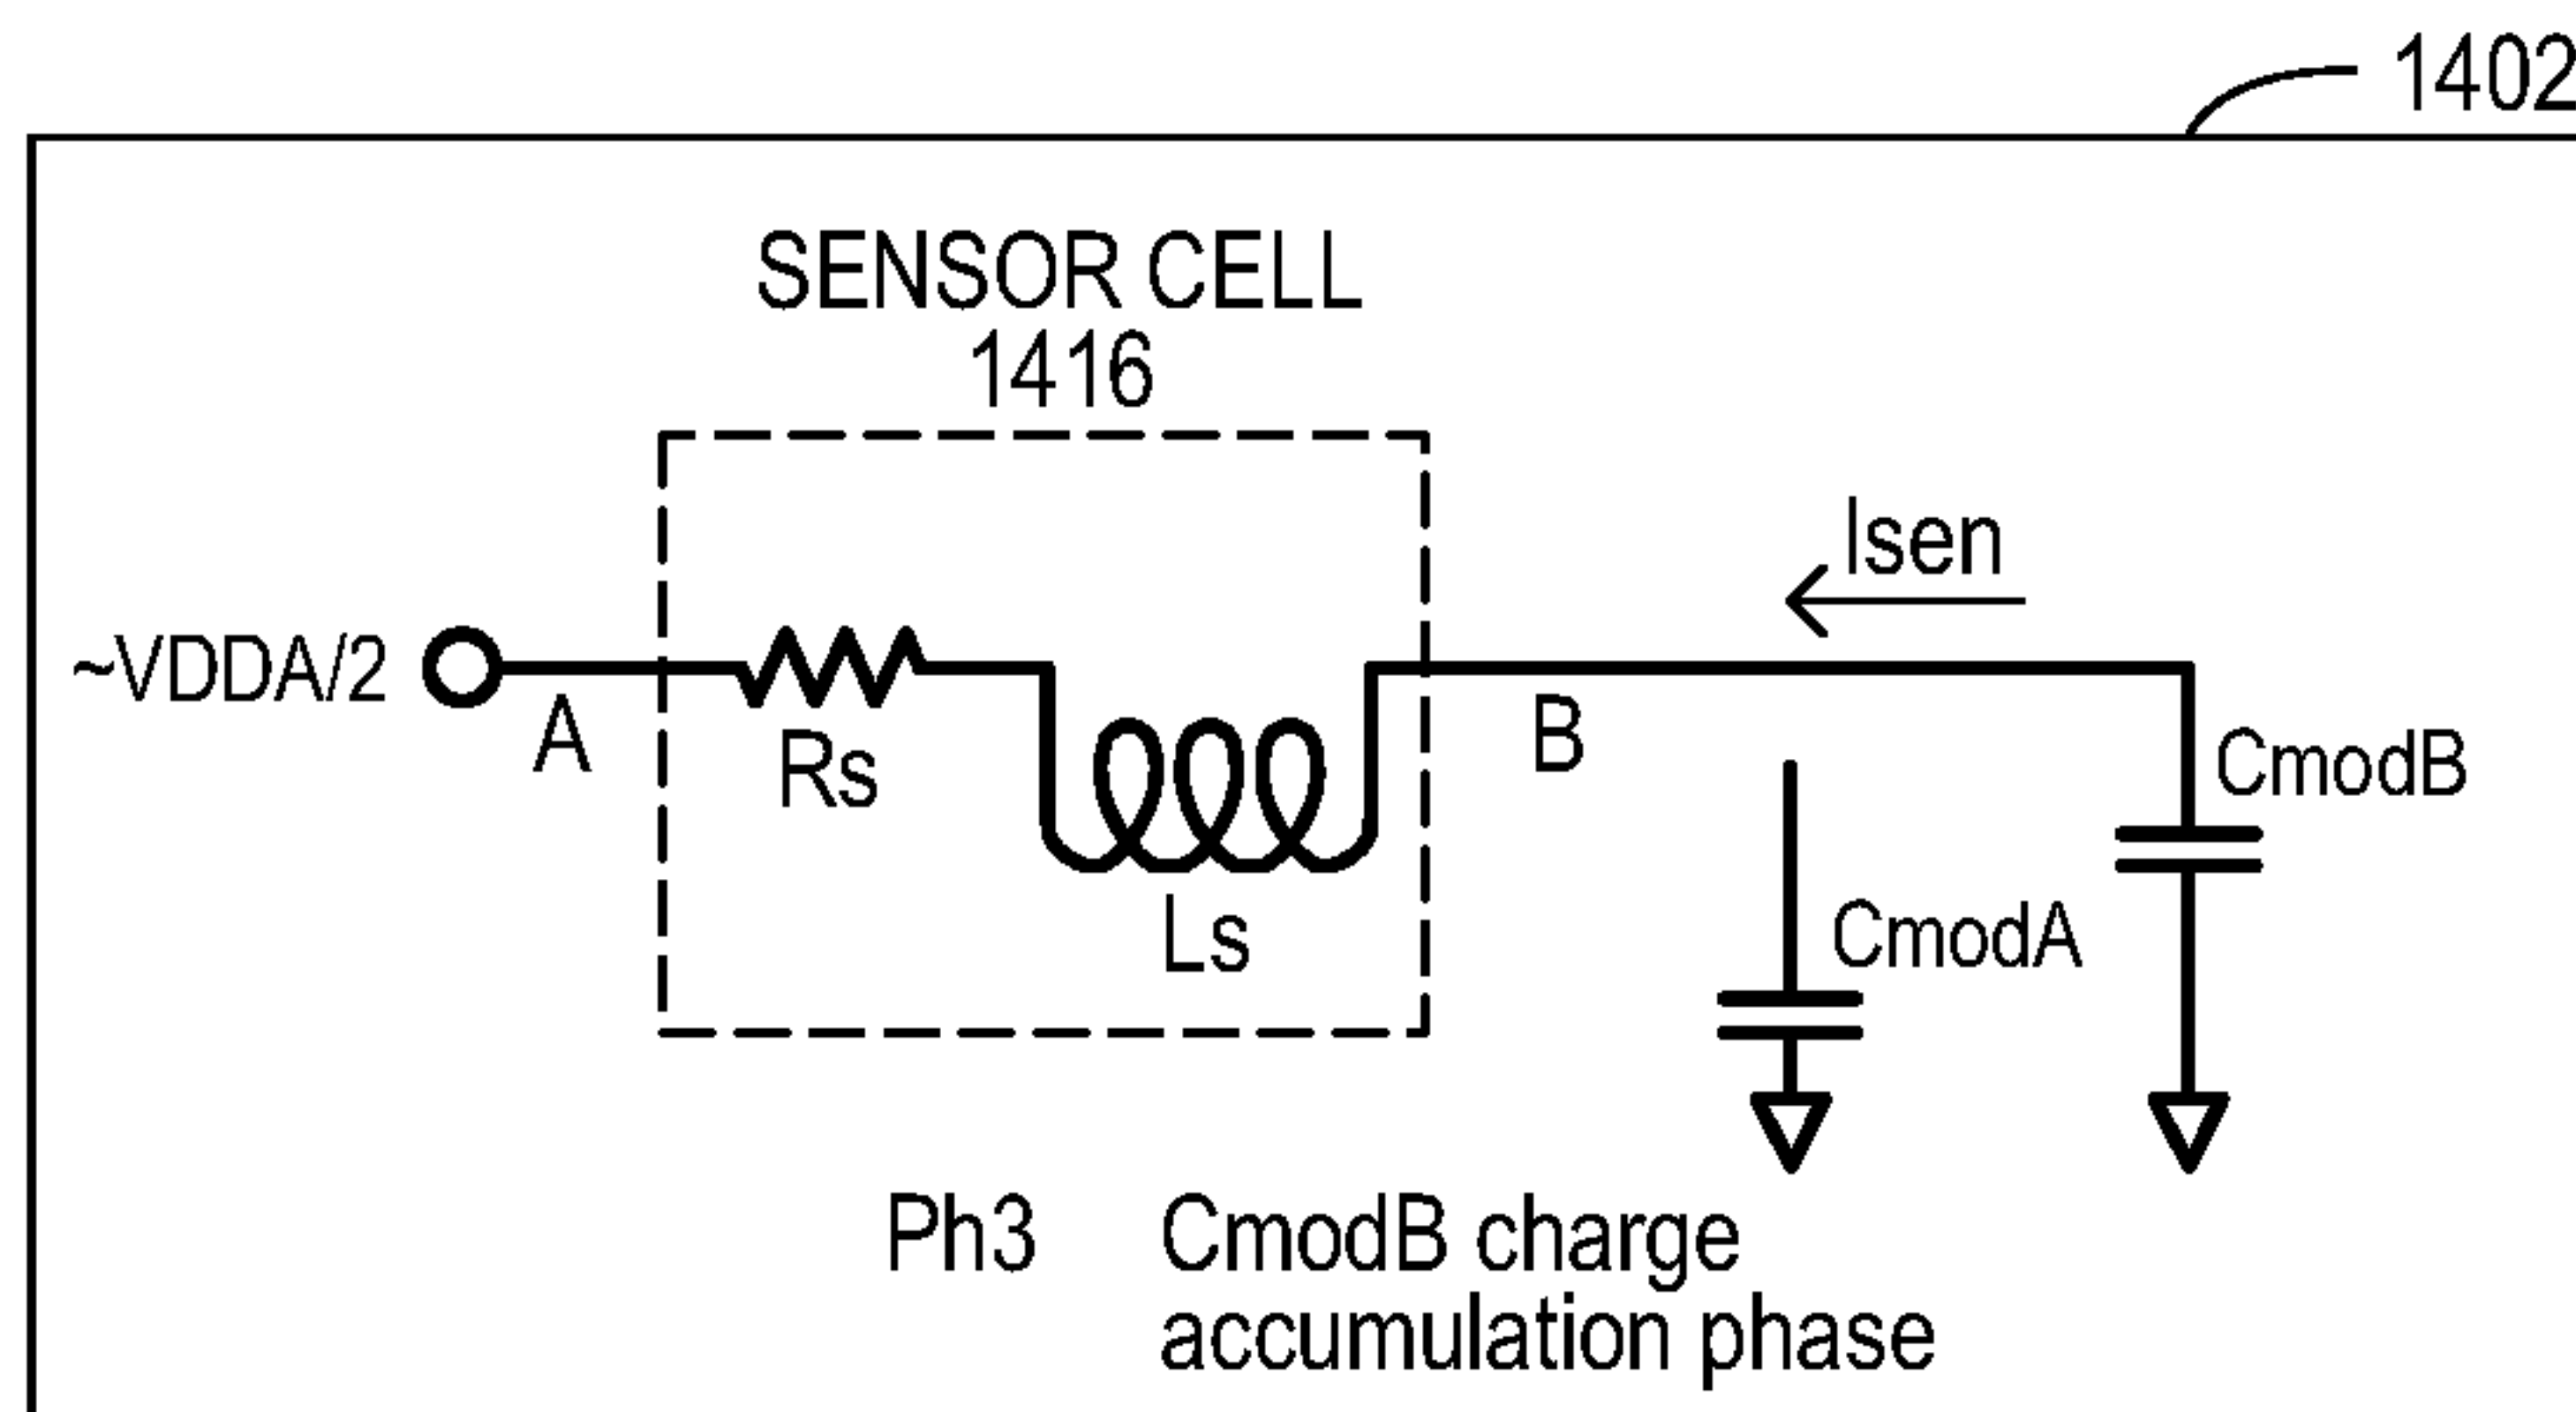 1402
SENSOR CELL
1416
Isen
~VDDA/2
A
Rs
B
CmodB
Ls
CmodA
Ph3 CmodB charge
accumulation phase